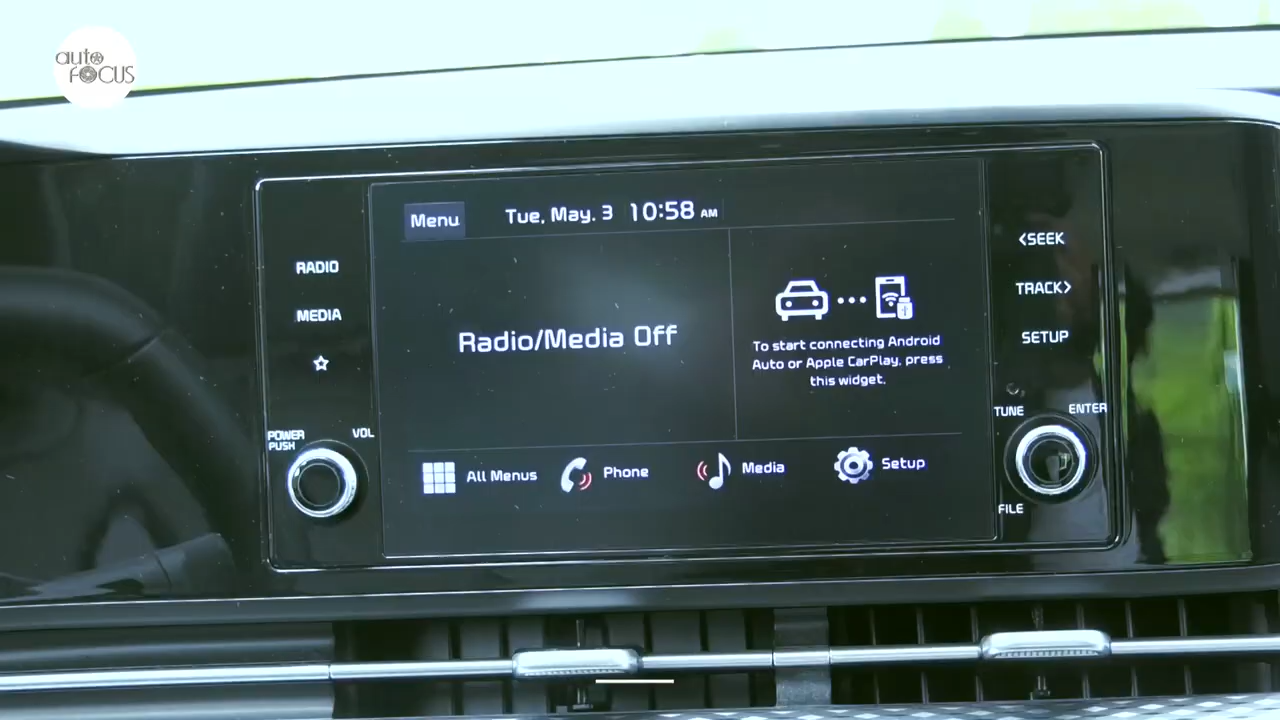 auto
FOCUS
Menu
Tue, May. 3 10:58 AM
RADIO
MEDIA
POWER
PUSH
VOL
Radio/Media Off
To start connecting Android
Auto or Apple CarPlay, press
this widget.
All Menus
Phone
Media
Setup
<SEEK
TRACK>
SETUP
TUNE
ENTER
FILE